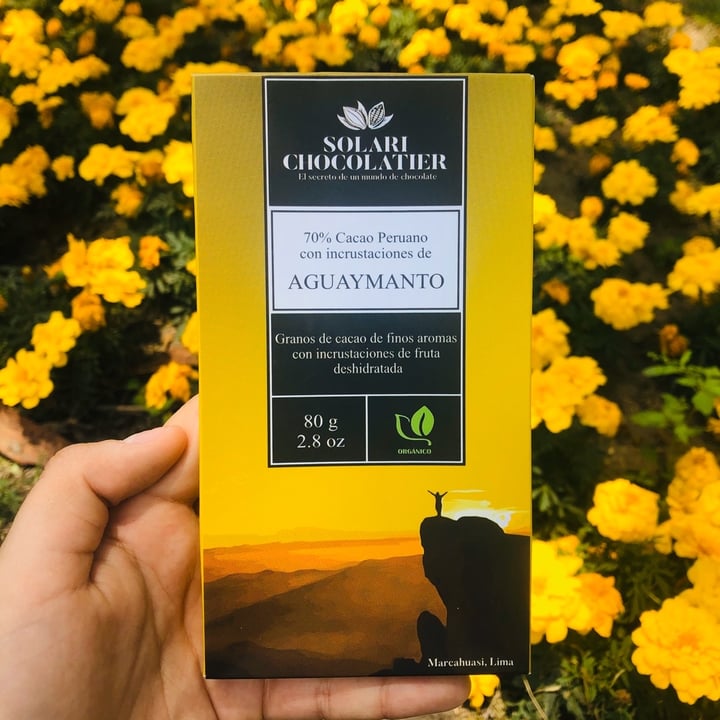 SOLARI
CHOCOLATIER
El secreto de un mundo de chocolate
70% Cacao Peruano
con incrustaciones de
AGUAYMANTO
Granos de cacao de finos aromas
con incrustaciones de fruta
deshidratada
80 g
2.8 oz
ORGÁNICO
Marcahuasi, Lima